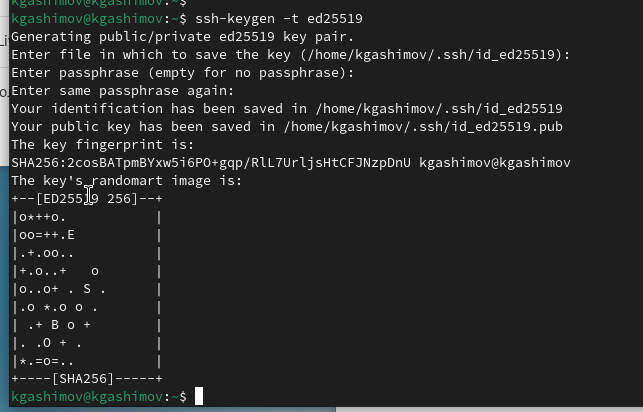 kgashimov@kgashimov:~$
kgashimov@kgashimov:~$ ssh-keygen -t ed25519
Generating public/private ed25519 key pair.
Enter file in which to save the key (/home/kgashimov/.ssh/id_ed25519):
Enter passphrase (empty for no passphrase):
Enter same passphrase again:
Your identification has been saved in /home/kgashimov/.ssh/id_ed25519
Your public key has been saved in /home/kgashimov/.ssh/id_ed25519.pub
The key fingerprint is:
SHA256:2cosBATpmBYxw5i6PO+gqp/RlL7UrljsHtCFJNzpDnU kgashimov@kgashimov
The key's randomart image is:
+--[ED25519 256]--+
|o*++o.           |
|oo=++.E          |
|.+.oo..          |
|+.o..+   o       |
|o..o+ . S .      |
|.o *.o o .       |
| .+ B o +        |
|. .O + .         |
|*.=o=..          |
+----[SHA256]-----+
kgashimov@kgashimov:~$